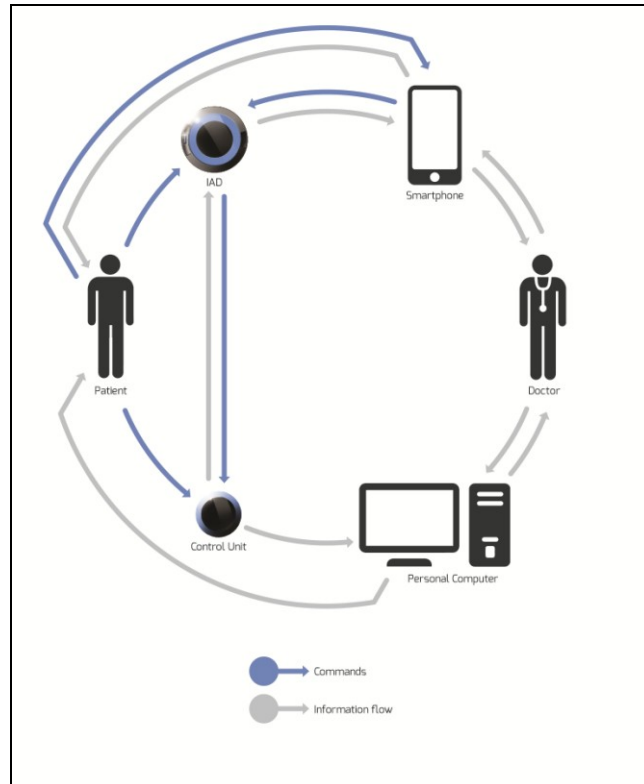 IAD
Smartphone
Patient
Doctor
Control Unit
Personal Computer
Commands
Information flow